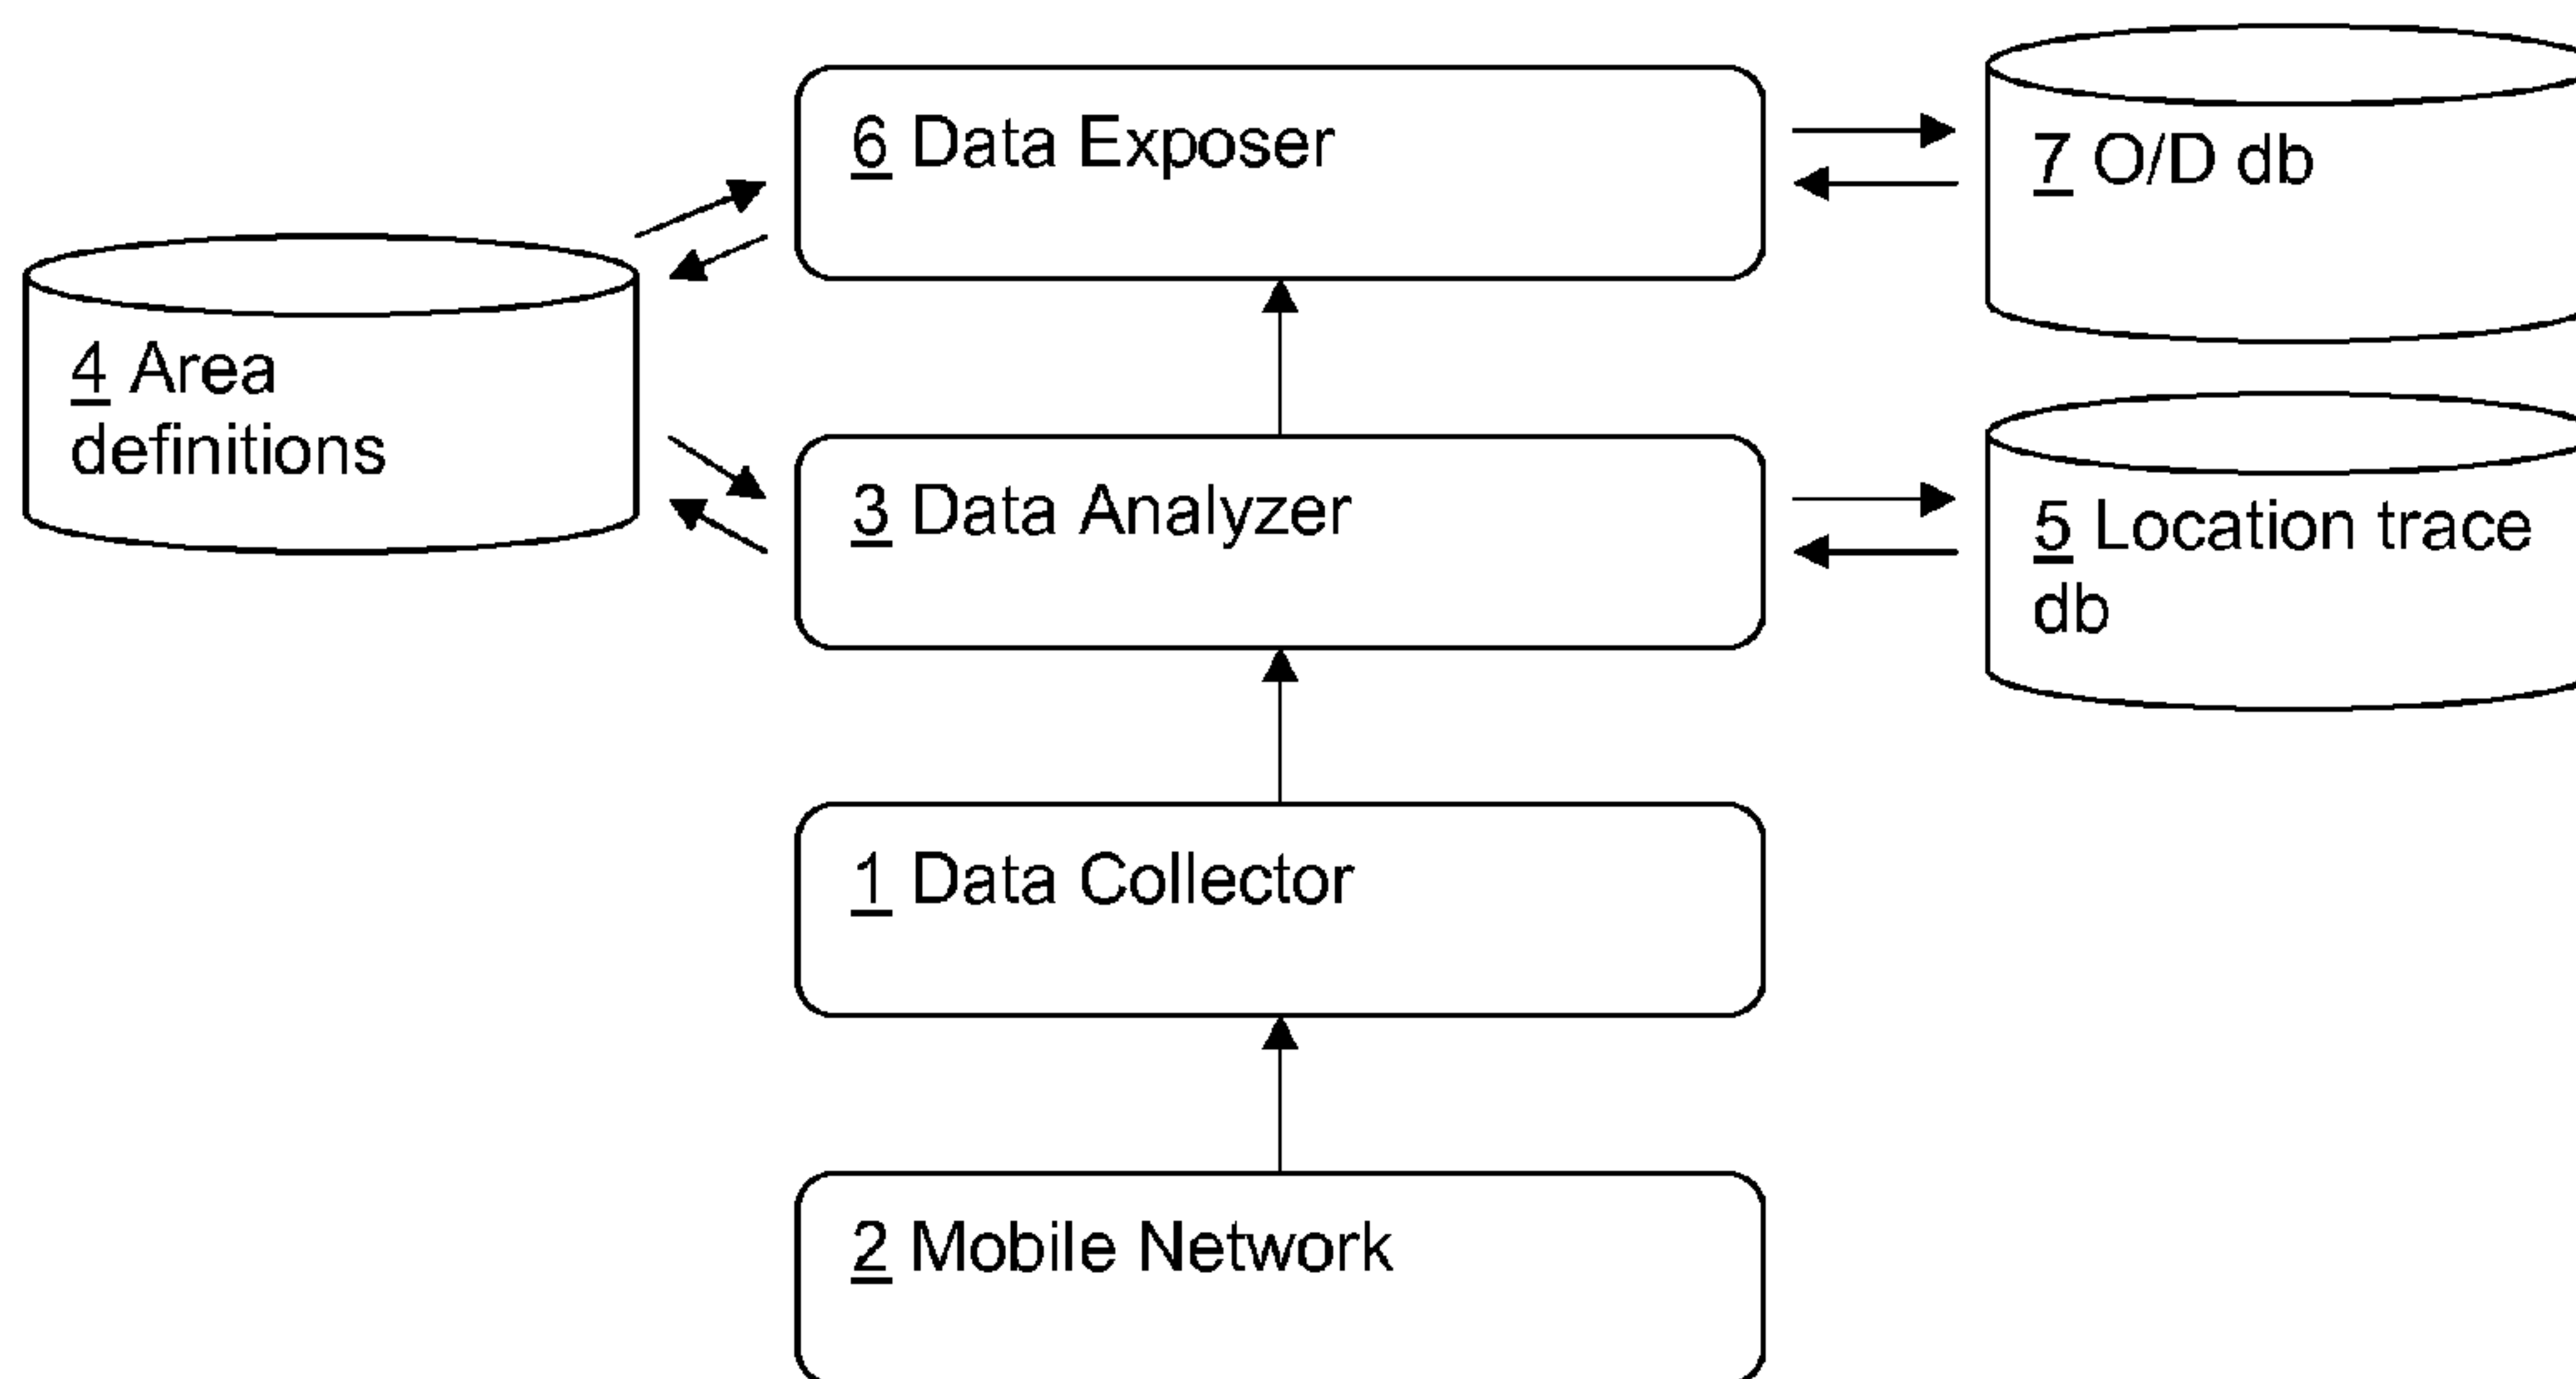 6 Data Exposer
7 O/D db
4 Area
definitions
3 Data Analyzer
5 Location trace
db
1 Data Collector
2 Mobile Network